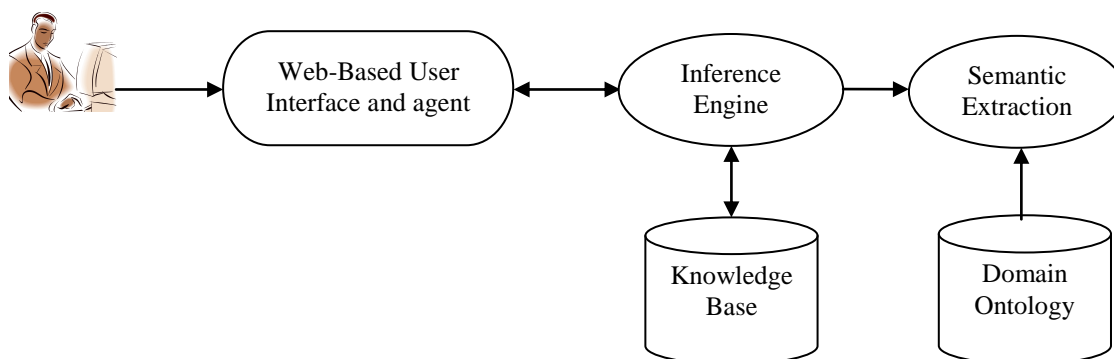 Web-Based User
Interface and agent
Inference
Engine
Semantic
Extraction
Knowledge
Base
Domain
Ontology